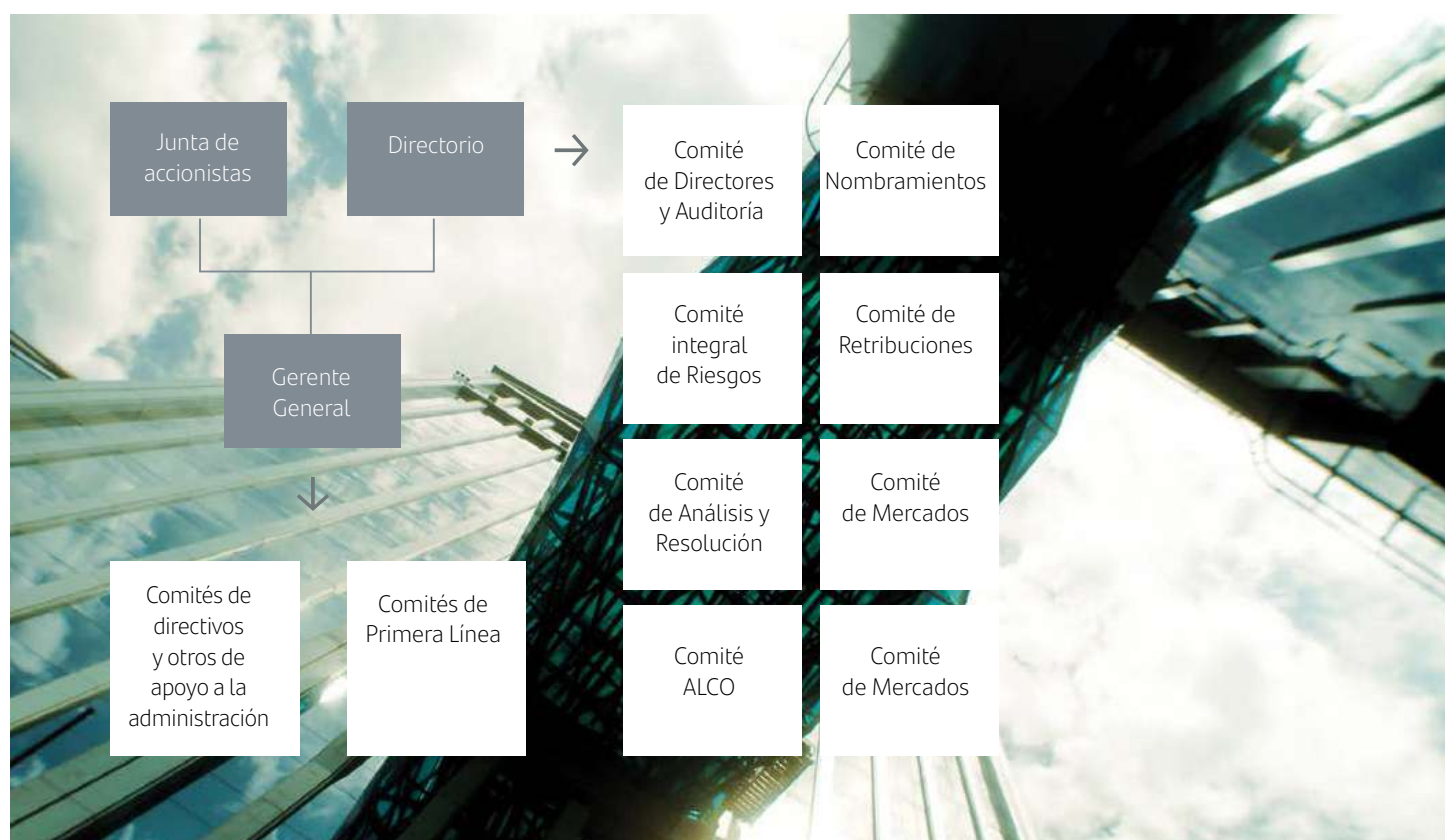 Junta de
accionistas
Directorio
Gerente
General
Comités de
directivos
y otros de
apoyo a la
administración
Comités de
Primera Línea
Comité
de Directores
y Auditoría
Comité de
Nombramientos
Comité
integral
de Riesgos
Comité de
Retribuciones
Comité
de Análisis y
Resolución
Comité
de Mercados
Comité
ALCO
Comité
de Mercados